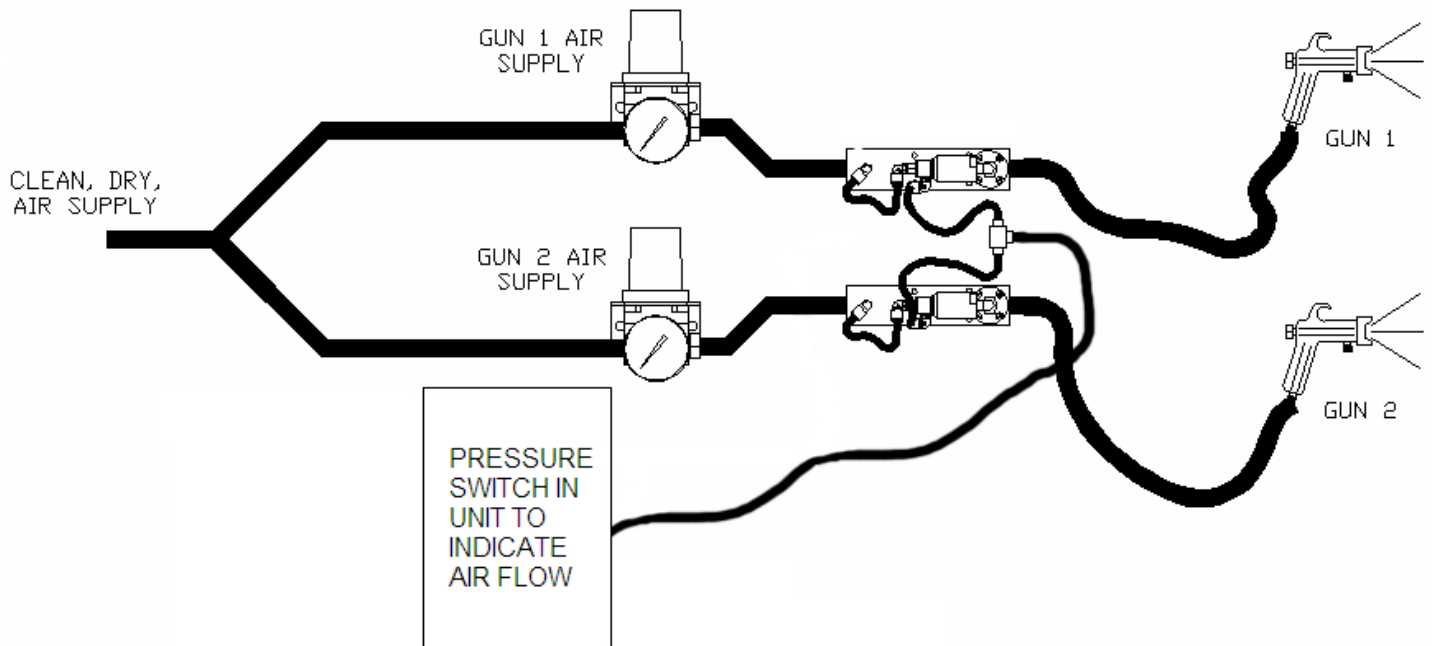 GUN 1 AIR
SUPPLY
GUN 1
CLEAN, DRY,
AIR SUPPLY
GUN 2 AIR
SUPPLY
GUN 2
PRESSURE
SWITCH IN
UNIT TO
INDICATE
AIR FLOW